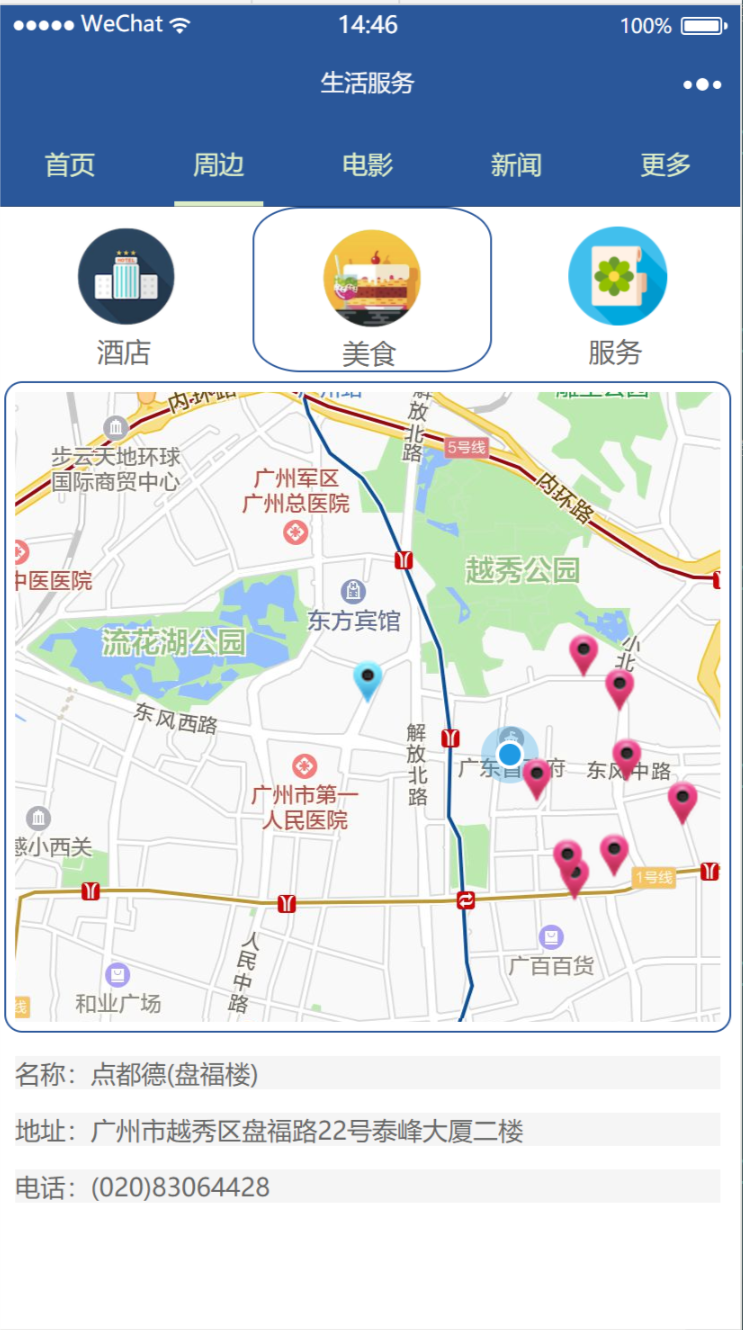 WeChat 14:46 100%
生活服务
首页 周边 电影 新闻 更多
HOTEL
酒店 美食 服务
内环路
解放北路
5号线
步云天地环球
国际商贸中心
广州军区
广州总医院
内环路
中医医院
越秀公园
东方宾馆
流花湖公园
小北
东风西路
解放北路
广东省政府
东风中路
广州市第一
人民医院
小西关
1号线
人民中路
广百百货
和业广场
线
名称：点都德(盘福楼)
地址：广州市越秀区盘福路22号泰峰大厦二楼
电话：(020)83064428